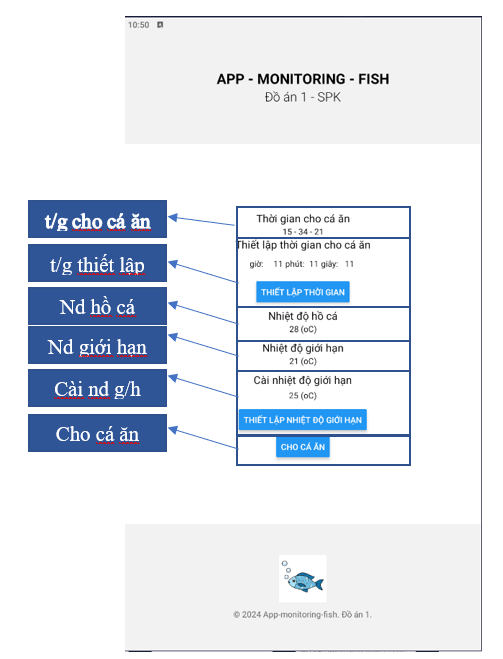 10:50
APP - MONITORING - FISH
Đồ án 1 - SPK
t/g cho cá ăn
Thời gian cho cá ăn
15 - 34 - 21
t/g thiết lập
Thiết lập thời gian cho cá ăn
giờ: 11 phút: 11 giây: 11
THIẾT LẬP THỜI GIAN
Nd hồ cá
Nhiệt độ hồ cá
28 (oC)
Nd giới hạn
Nhiệt độ giới hạn
21 (oC)
Cài nd g/h
Cài nhiệt độ giới hạn
25 (oC)
THIẾT LẬP NHIỆT ĐỘ GIỚI HẠN
Cho cá ăn
CHO CÁ ĂN
© 2024 App-monitoring-fish. Đồ án 1.